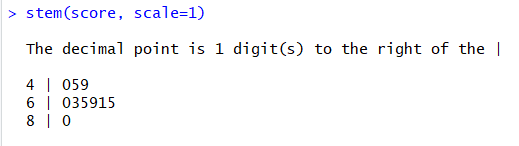 > stem(score, scale=1)
The decimal point is 1 digit(s) to the right of the |
4 | 059
6 | 035915
8 | 0